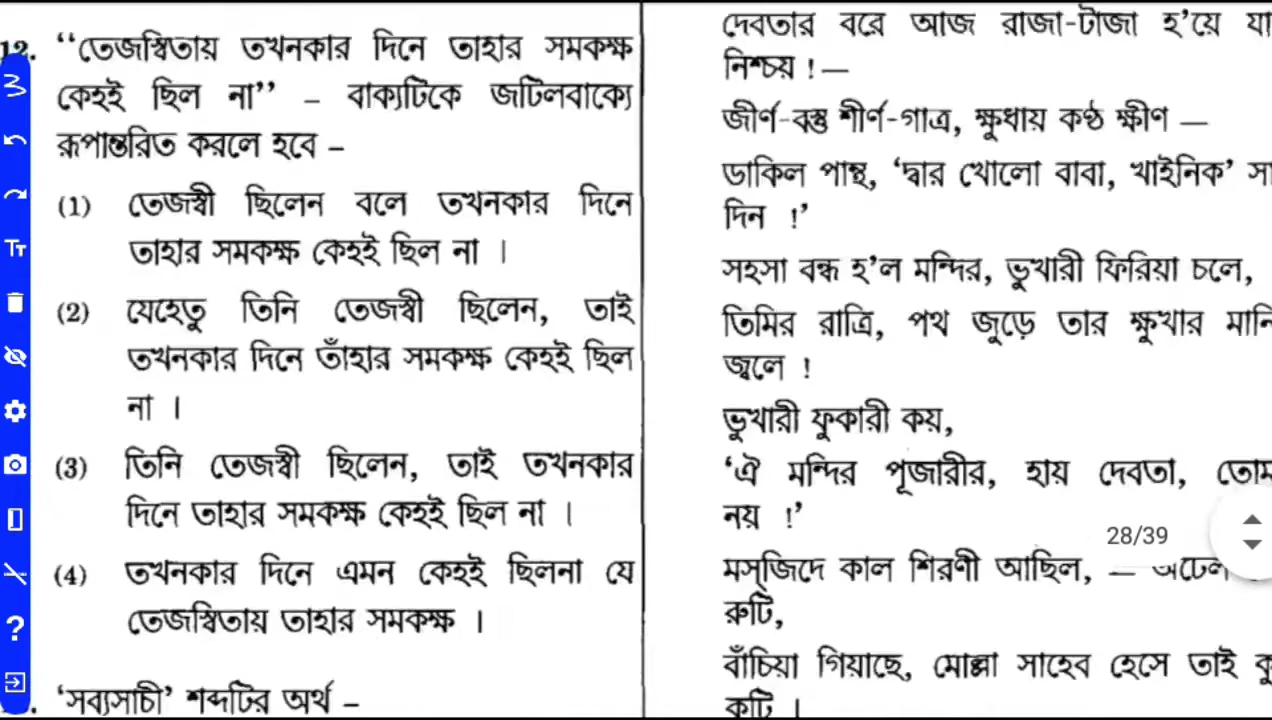 12. “তেজস্বিতায় তখনকার দিনে তাহার সমকক্ষ
কেহই ছিল না” – বাক্যটিকে জটিলবাক্যে
রূপান্তরিত করলে হবে –
(1) তেজস্বী ছিলেন বলে তখনকার দিনে
তাহার সমকক্ষ কেহই ছিল না ।
(2) যেহেতু তিনি তেজস্বী ছিলেন, তাই
তখনকার দিনে তাঁহার সমকক্ষ কেহই ছিল
না ।
(3) তিনি তেজস্বী ছিলেন, তাই তখনকার
দিনে তাহার সমকক্ষ কেহই ছিল না ।
(4) তখনকার দিনে এমন কেহই ছিলনা যে
তেজস্বিতায় তাহার সমকক্ষ ।
‘সব্যসাচী’ শব্দটির অর্থ –
দেবতার বরে আজ রাজা-টাজা হ’য়ে যা
নিশ্চয় ! —
জীর্ণ-বস্ত্র শীর্ণ-গাত্র, ক্ষুধায় কণ্ঠ ক্ষীণ —
ডাকিল পান্থ, ‘দ্বার খোলো বাবা, খাইনিক’ সা
দিন !’
সহসা বন্ধ হ’ল মন্দির, ভুখারী ফিরিয়া চলে,
তিমির রাত্রি, পথ জুড়ে তার ক্ষুখার মানি
জ্বলে !
ভুখারী ফুকারী কয়,
‘ঐ মন্দির পূজারীর, হায় দেবতা, তোম
নয় !’
28/39
মস্‌জিদে কাল শিরণী আছিল, —
রুটি,
বাঁচিয়া গিয়াছে, মোল্লা সাহেব হেসে তাই কু
কুটি ।